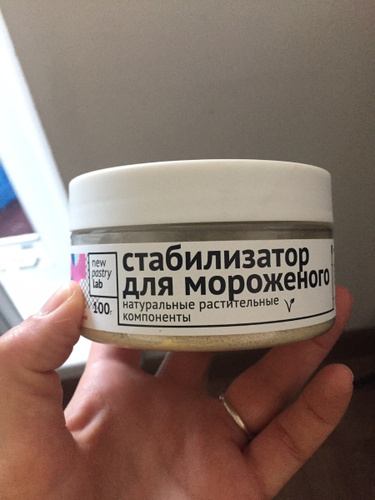 new
pastry
lab
100г
стабилизатор
для мороженого
натуральные растительные
компоненты